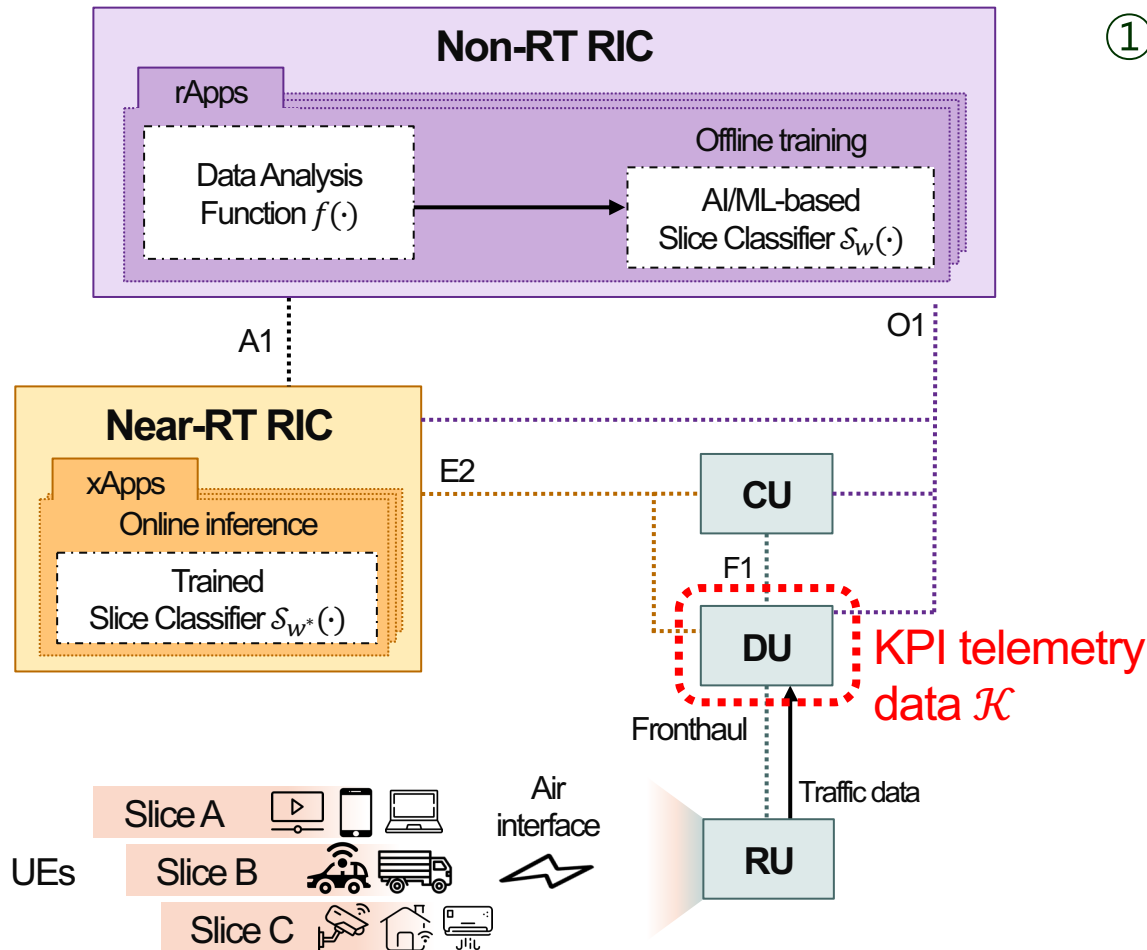 Non-RT RIC
①
rApps
Data Analysis
Function 𝑓(·)
Offline training
AI/ML-based
Slice Classifier 𝒮𝑤(·)
A1
O1
Near-RT RIC
xApps
Online inference
Trained
Slice Classifier 𝒮𝑤*(·)
E2
CU
F1
DU
KPI telemetry
data 𝒦
Fronthaul
Traffic data
RU
Air
interface
UEs
Slice A
Slice B
Slice C